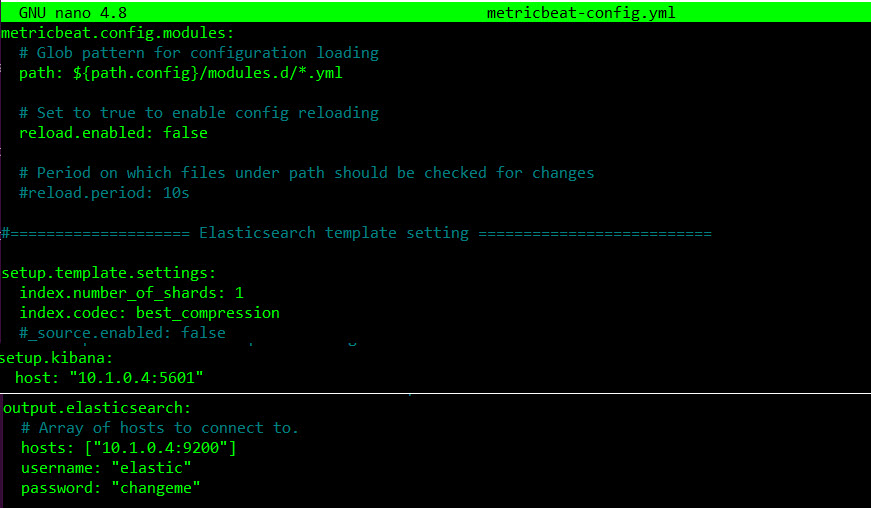 GNU nano 4.8 metricbeat-config.yml
metricbeat.config.modules:
# Glob pattern for configuration loading
path: ${path.config}/modules.d/*.yml
# Set to true to enable config reloading
reload.enabled: false
# Period on which files under path should be checked for changes
#reload.period: 10s
#==================== Elasticsearch template setting ==========================
setup.template.settings:
index.number_of_shards: 1
index.codec: best_compression
#_source.enabled: false
setup.kibana:
host: "10.1.0.4:5601"
output.elasticsearch:
# Array of hosts to connect to.
hosts: ["10.1.0.4:9200"]
username: "elastic"
password: "changeme"